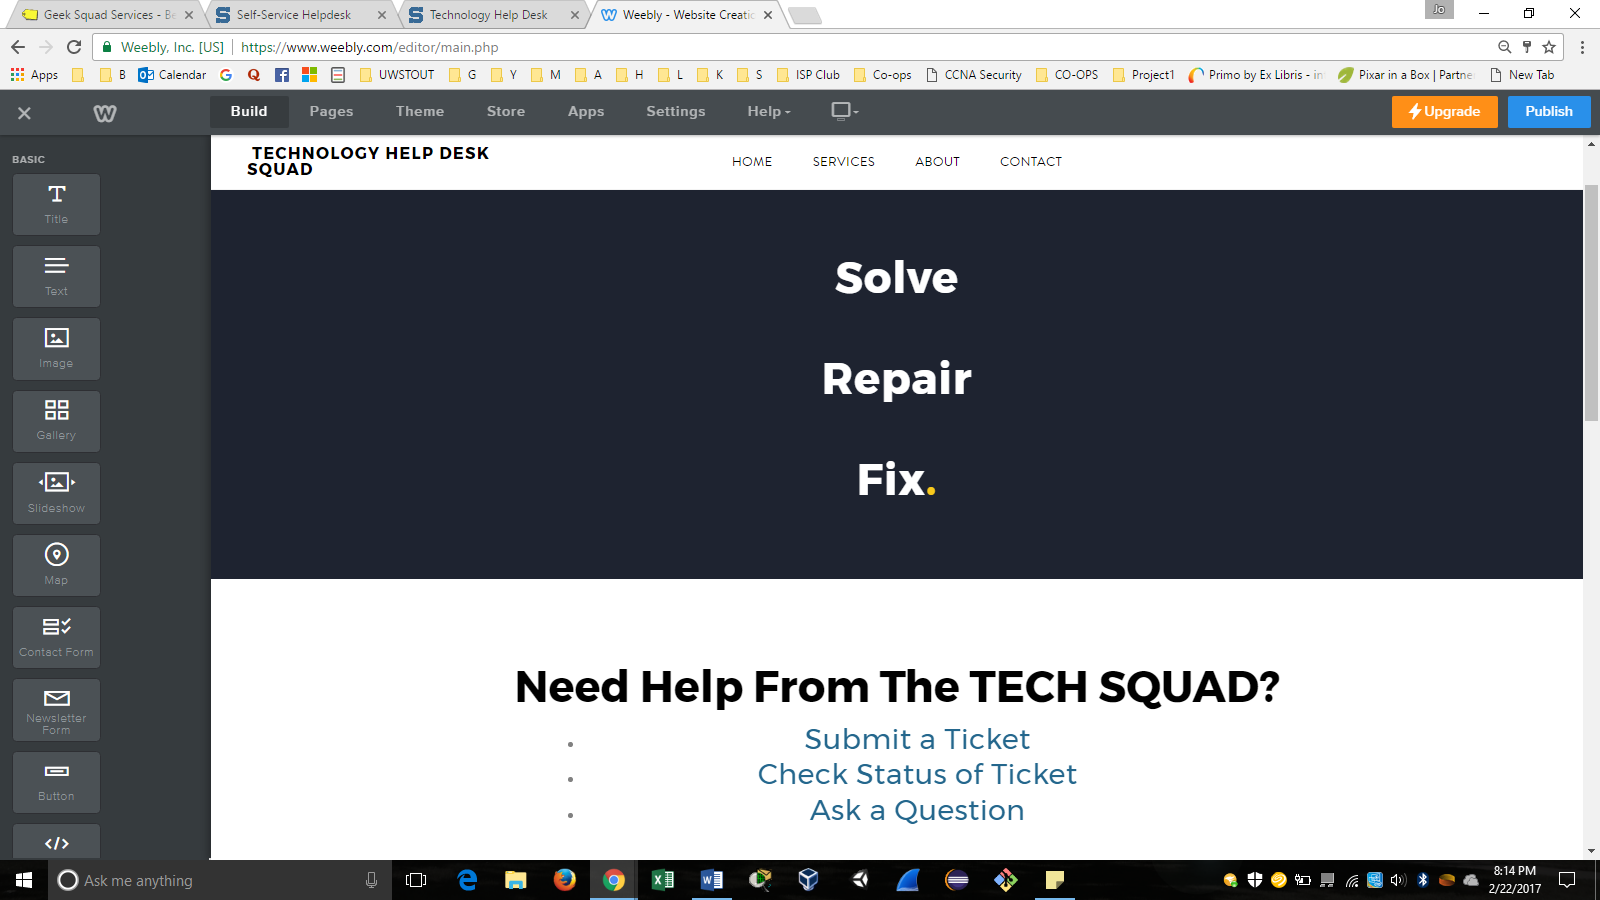 Geek Squad Services - Be
Self-Service Helpdesk
Technology Help Desk
Weebly - Website Creatic
Jo
Weebly, Inc. [US]
https://www.weebly.com/editor/main.php
Apps
B
Calendar
UWSTOUT
G
Y
M
A
H
L
K
S
ISP Club
Co-ops
CCNA Security
CO-OPS
Project1
Primo by Ex Libris - in
Pixar in a Box | Partne
New Tab
Build
Pages
Theme
Store
Apps
Settings
Help
Upgrade
Publish
BASIC
Title
Text
Image
Gallery
Slideshow
Map
Contact Form
Newsletter
Form
Button
TECHNOLOGY HELP DESK
SQUAD
HOME
SERVICES
ABOUT
CONTACT
Solve
Repair
Fix.
Need Help From The TECH SQUAD?
Submit a Ticket
Check Status of Ticket
Ask a Question
Ask me anything
8:14 PM
2/22/2017